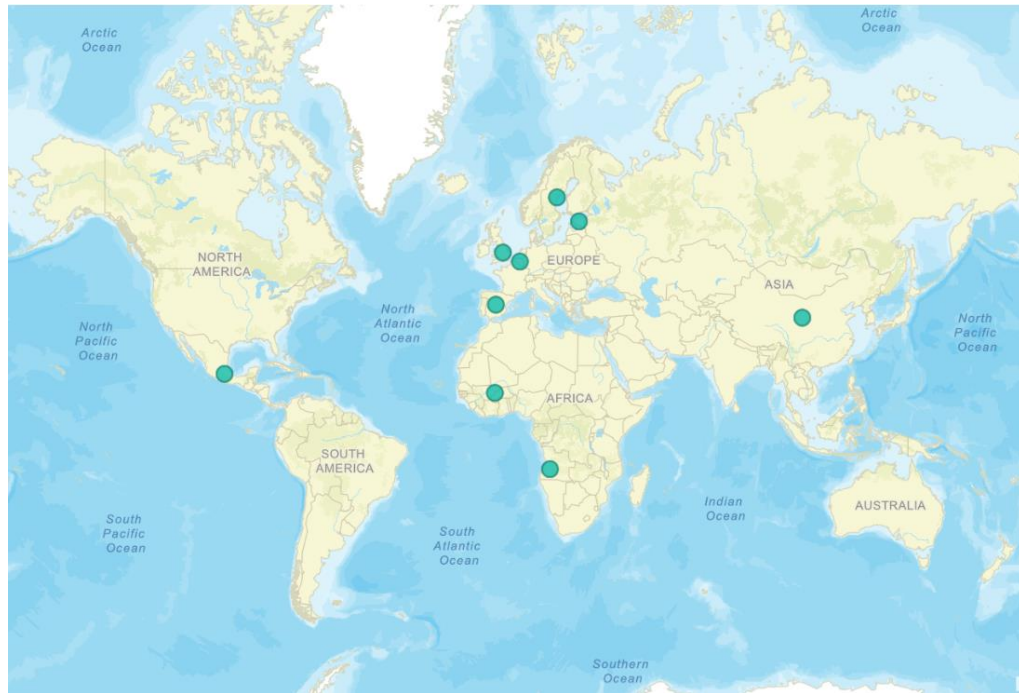 Arctic
Ocean
Arctic
Ocean
NORTH
AMERICA
EUROPE
ASIA
North
Pacific
Ocean
North
Atlantic
Ocean
North
Pacific
Ocean
AFRICA
SOUTH
AMERICA
Indian
Ocean
AUSTRALIA
South
Pacific
Ocean
South
Atlantic
Ocean
Southern
Ocean